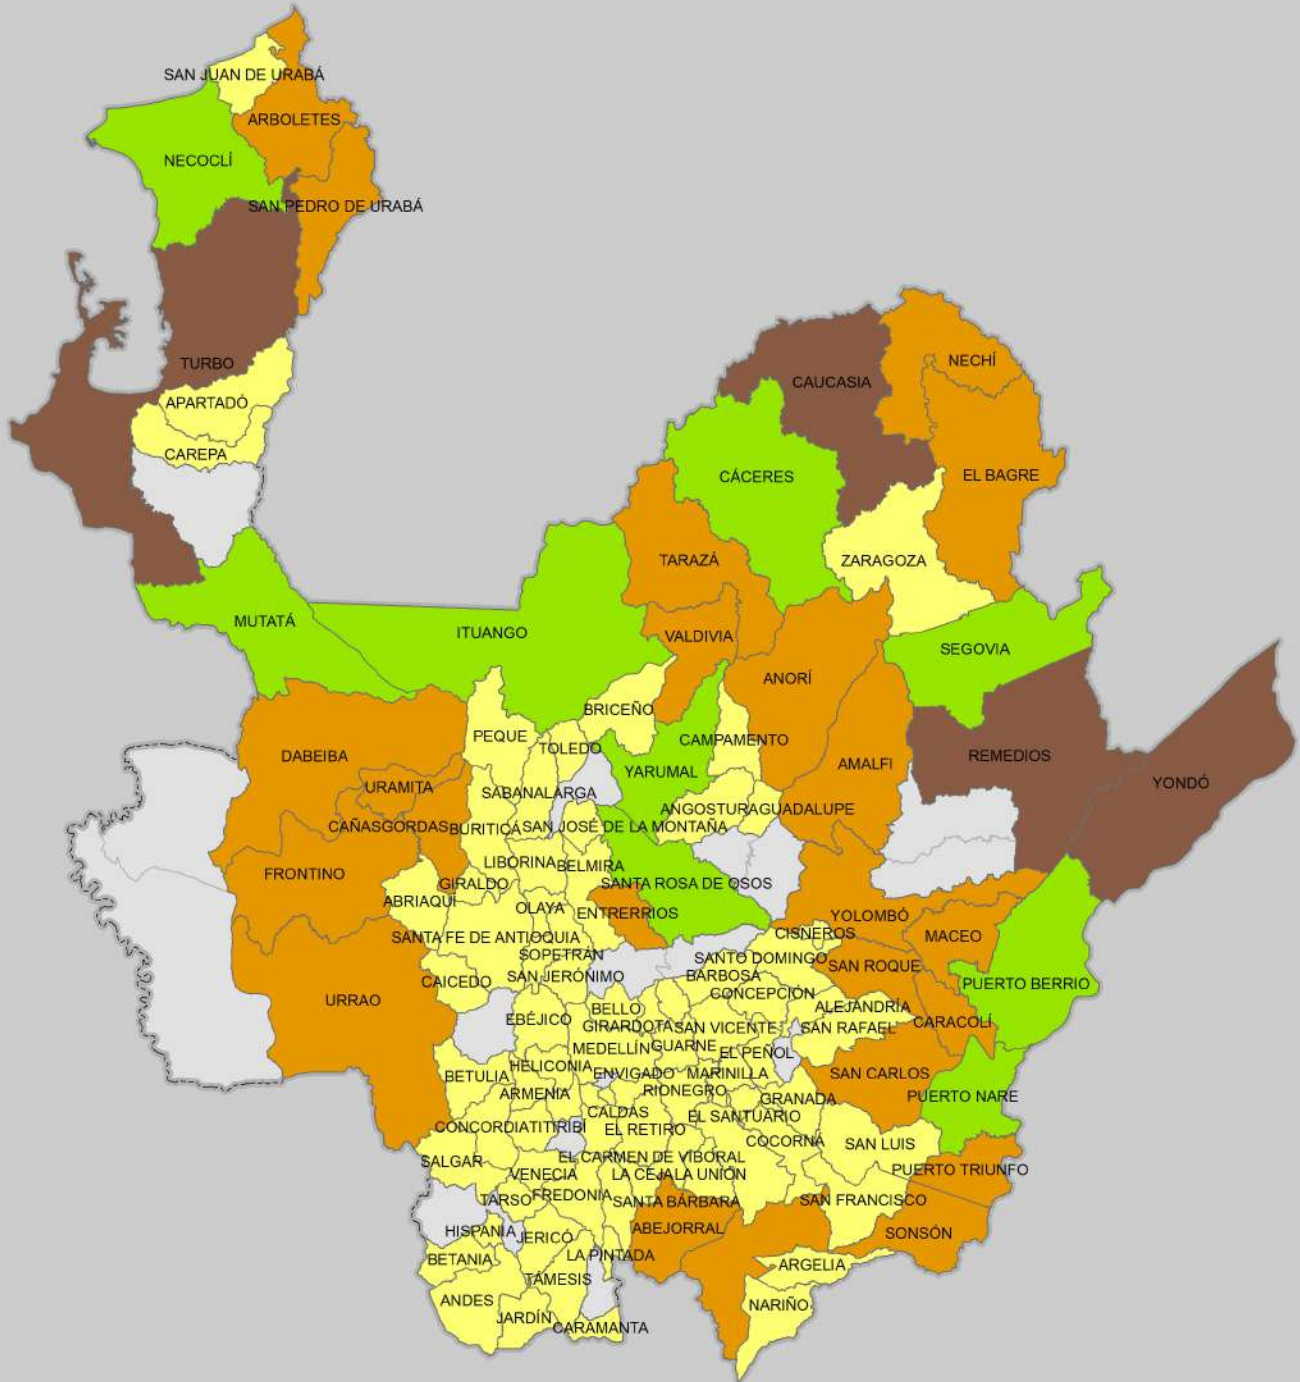 SAN JUAN DE URABÁ
ARBOLETES
NECOCLÍ
SAN PEDRO DE URABÁ
TURBO
APARTADÓ
CAREPA
NECHÍ
CAUCASIA
CÁCERES
EL BAGRE
TARAZÁ
ZARAGOZA
MUTATÁ
ITUANGO
VALDIVIA
SEGOVIA
ANORÍ
BRICEÑO
PEQUE
TOLEDO
CAMPAMENTO
DABEIBA
REMEDIOS
AMALFI
YARUMAL
YONDÓ
URAMITA
SABANALARGA
ANGOSTURA
GUADALUPE
CAÑASGORDAS
BURITICÁ
SAN JOSÉ DE LA MONTAÑA
LIBORINA
BELMIRA
FRONTINO
GIRALDO
SANTA ROSA DE OSOS
ABRIAQUÍ
OLAYA
ENTRERRIOS
YOLOMBÓ
CISNEROS
MACEO
SANTA FE DE ANTIOQUIA
SOPETRÁN
SANTO DOMINGO
SAN ROQUE
CAICEDO
SAN JERÓNIMO
BARBOSA
PUERTO BERRIO
CONCEPCIÓN
URRAO
BELLO
ALEJANDRÍA
EBÉJICO
GIRARDOTA
SAN VICENTE
SAN RAFAEL
CARACOLÍ
MEDELLÍN
GUARNE
EL PEÑOL
HELICONIA
ENVIGADO
MARINILLA
SAN CARLOS
BETULIA
ARMENIA
RIONEGRO
GRANADA
PUERTO NARE
CALDAS
EL SANTUARIO
CONCORDIA
TITIRIBÍ
EL RETIRO
COCORNÁ
SAN LUIS
SALGAR
EL CARMEN DE VIBORAL
VENECIA
LA CEJA
LA UNIÓN
PUERTO TRIUNFO
TARSO
FREDONIA
SANTA BÁRBARA
SAN FRANCISCO
HISPANIA
JERICÓ
ABEJORRAL
SONSÓN
BETANIA
LA PINTADA
ARGELIA
TÁMESIS
ANDES
NARIÑO
JARDÍN
CARAMANTA